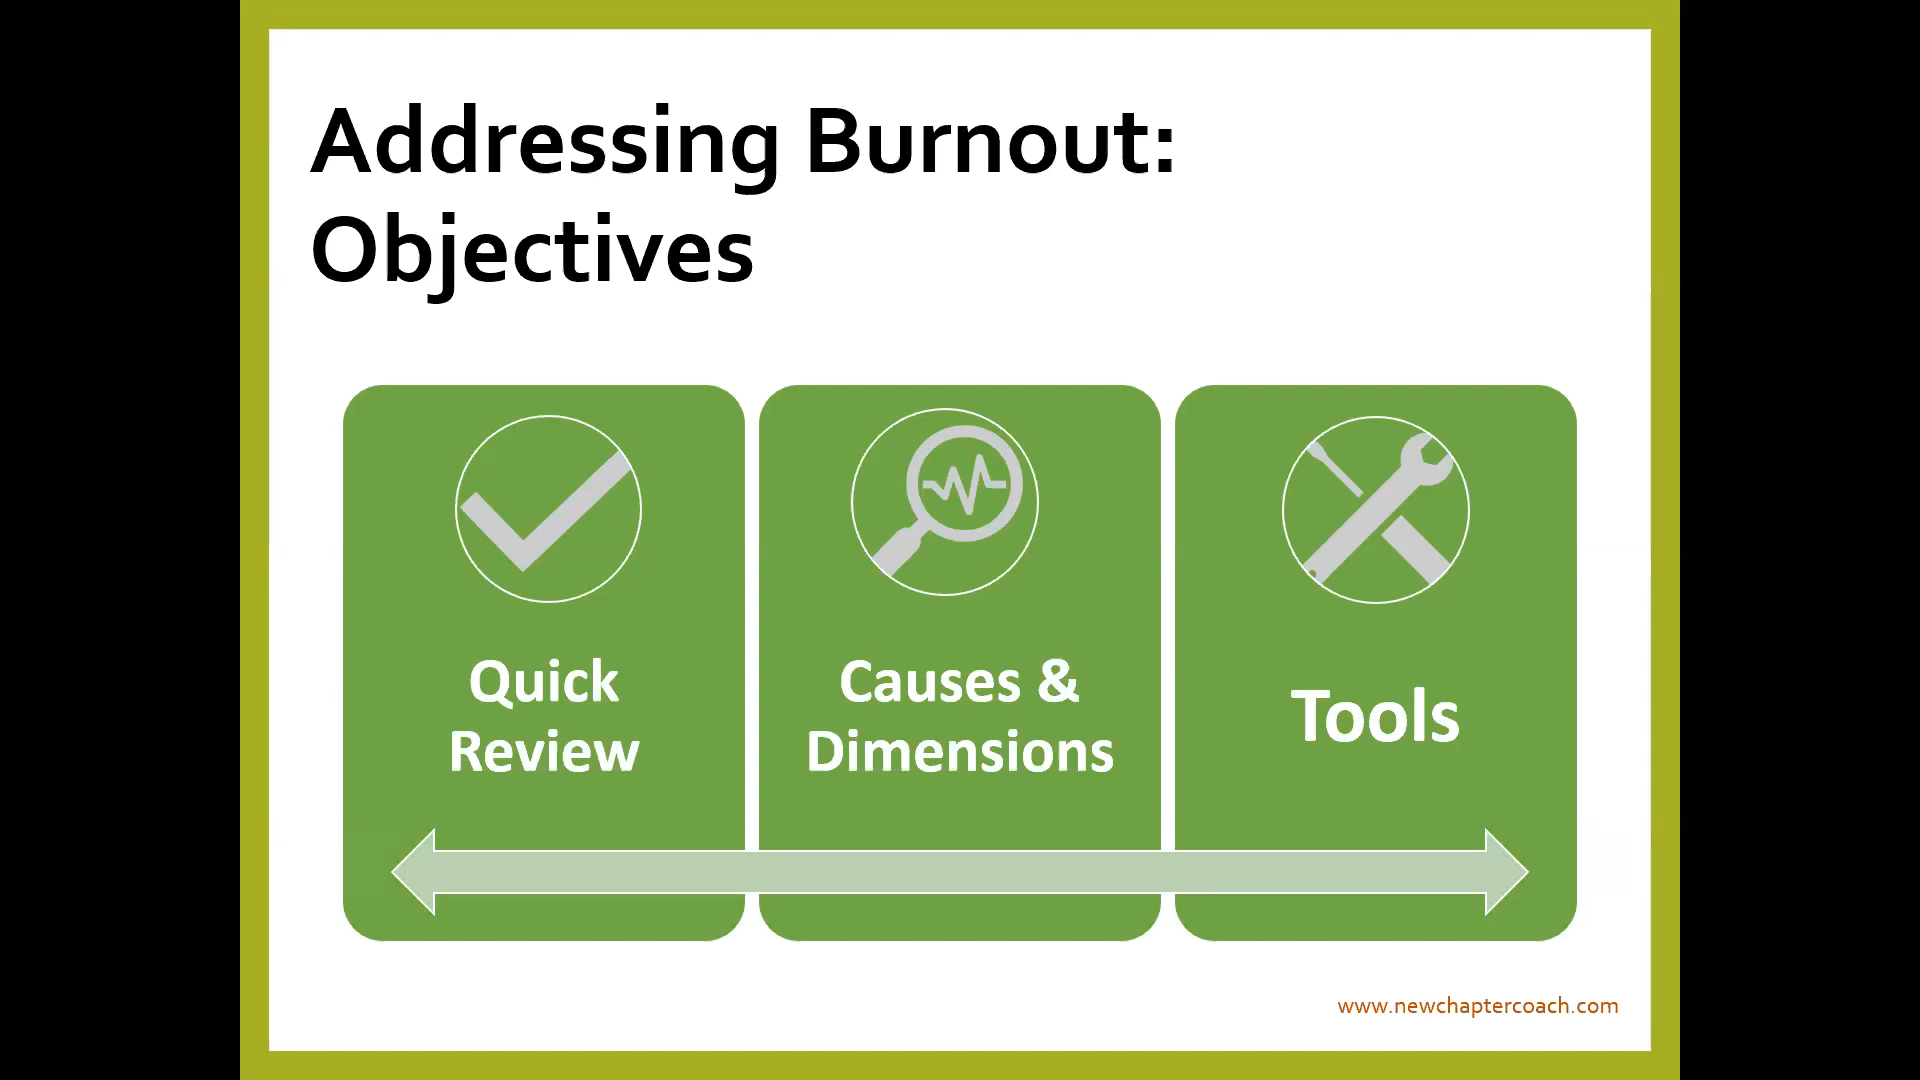 Addressing Burnout:
Objectives
Quick
Review
Causes &
Dimensions
Tools
www.newchaptercoach.com